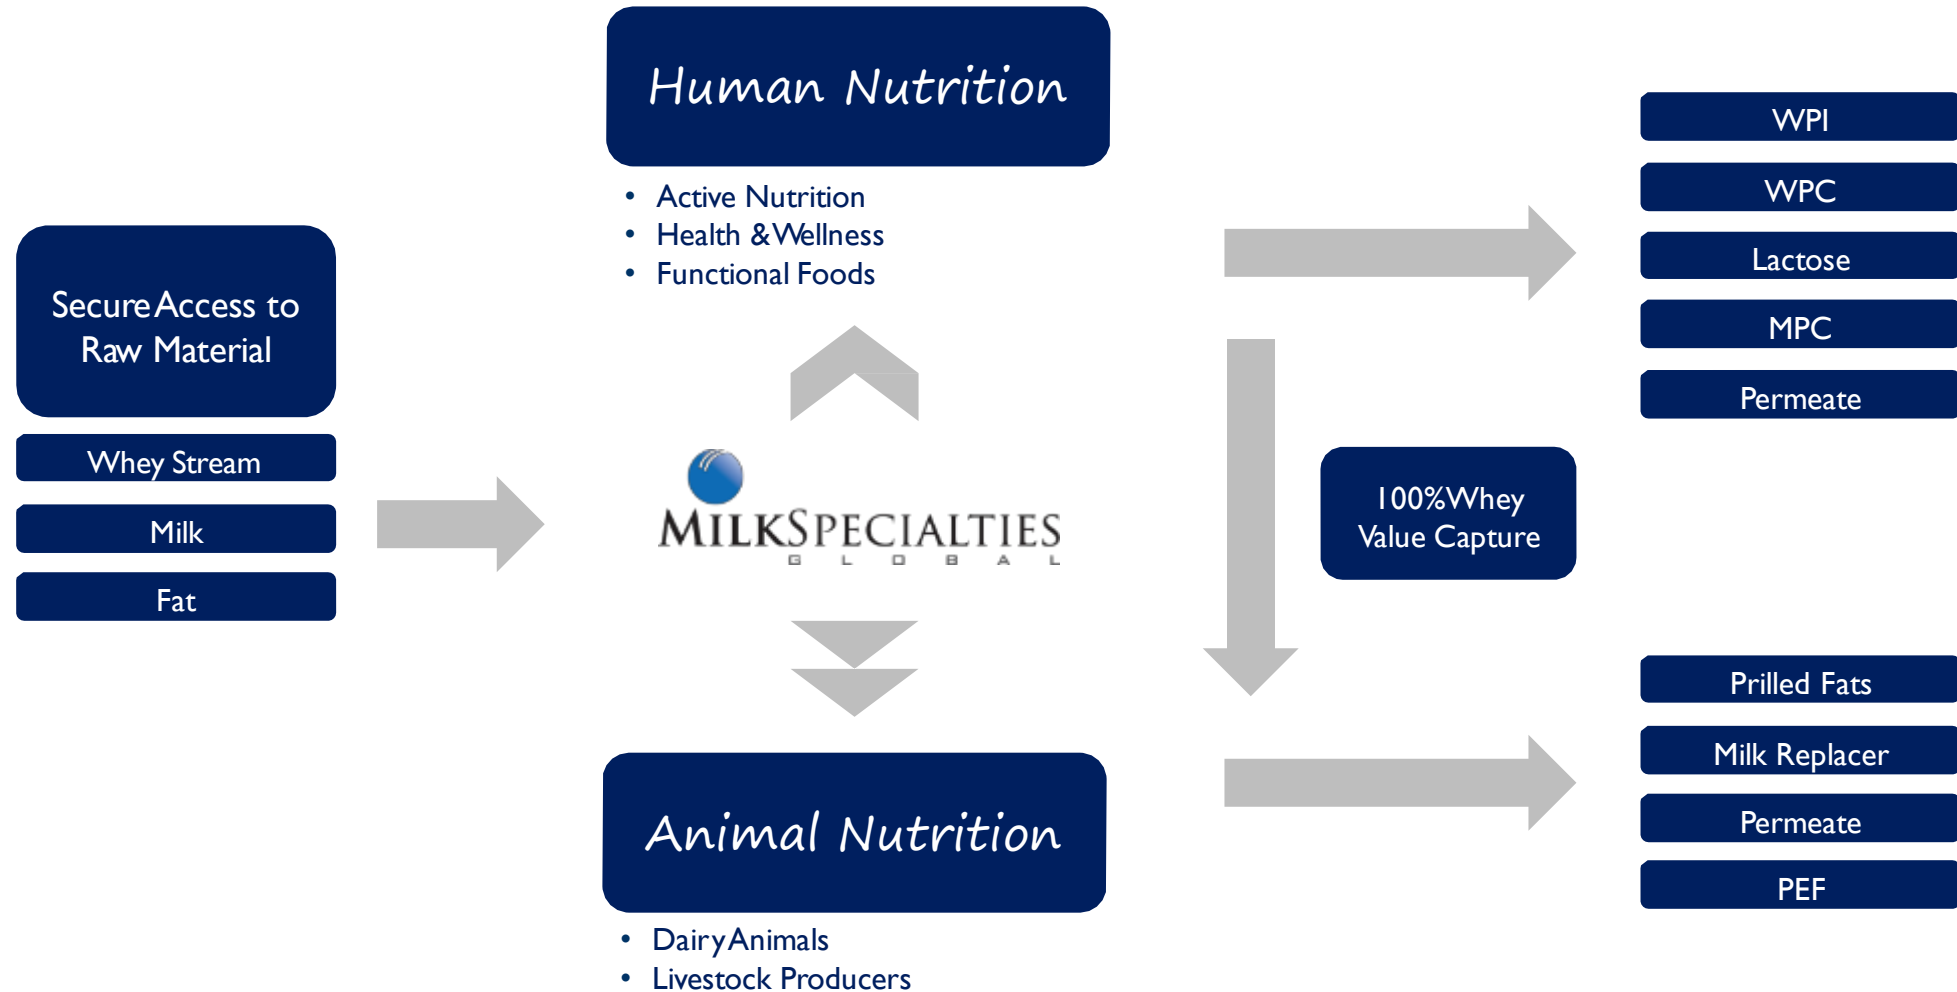 Secure Access to
Raw Material
Whey Stream
Milk
Fat
Human Nutrition
• Active Nutrition
• Health & Wellness
• Functional Foods
MILKSPECIALTIES
GLOBAL
Animal Nutrition
• Dairy Animals
• Livestock Producers
100% Whey
Value Capture
WPI
WPC
Lactose
MPC
Permeate
Prilled Fats
Milk Replacer
Permeate
PEF